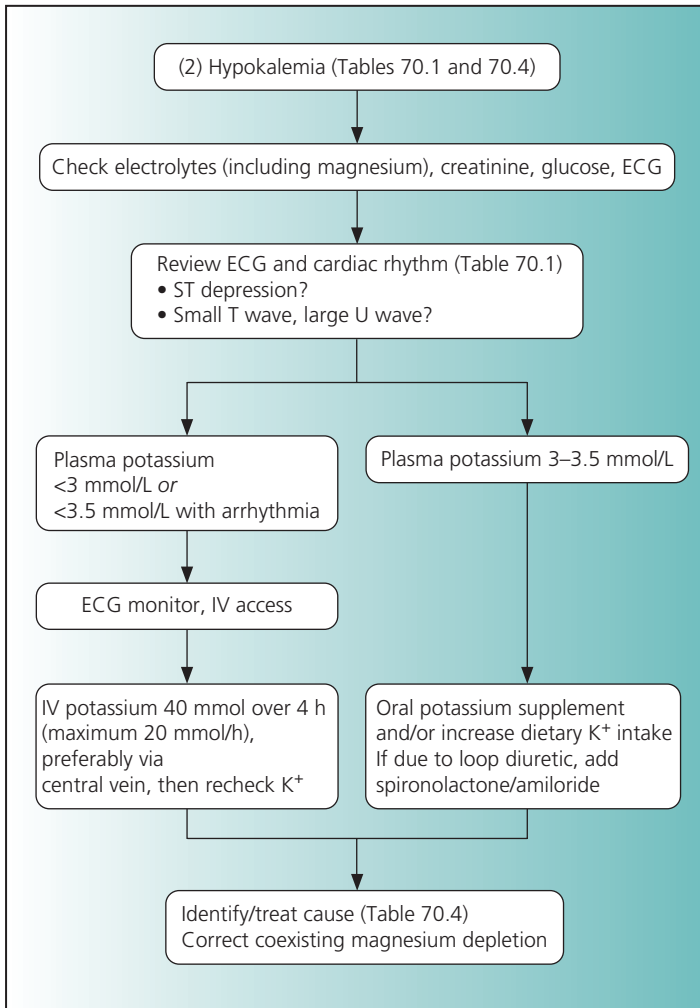 (2) Hypokalemia (Tables 70.1 and 70.4)
Check electrolytes (including magnesium), creatinine, glucose, ECG
Review ECG and cardiac rhythm (Table 70.1)
• ST depression?
• Small T wave, large U wave?
Plasma potassium
<3 mmol/L or
<3.5 mmol/L with arrhythmia
Plasma potassium 3–3.5 mmol/L
ECG monitor, IV access
IV potassium 40 mmol over 4 h
(maximum 20 mmol/h),
preferably via
central vein, then recheck K⁺
Oral potassium supplement
and/or increase dietary K⁺ intake
If due to loop diuretic, add
spironolactone/amiloride
Identify/treat cause (Table 70.4)
Correct coexisting magnesium depletion